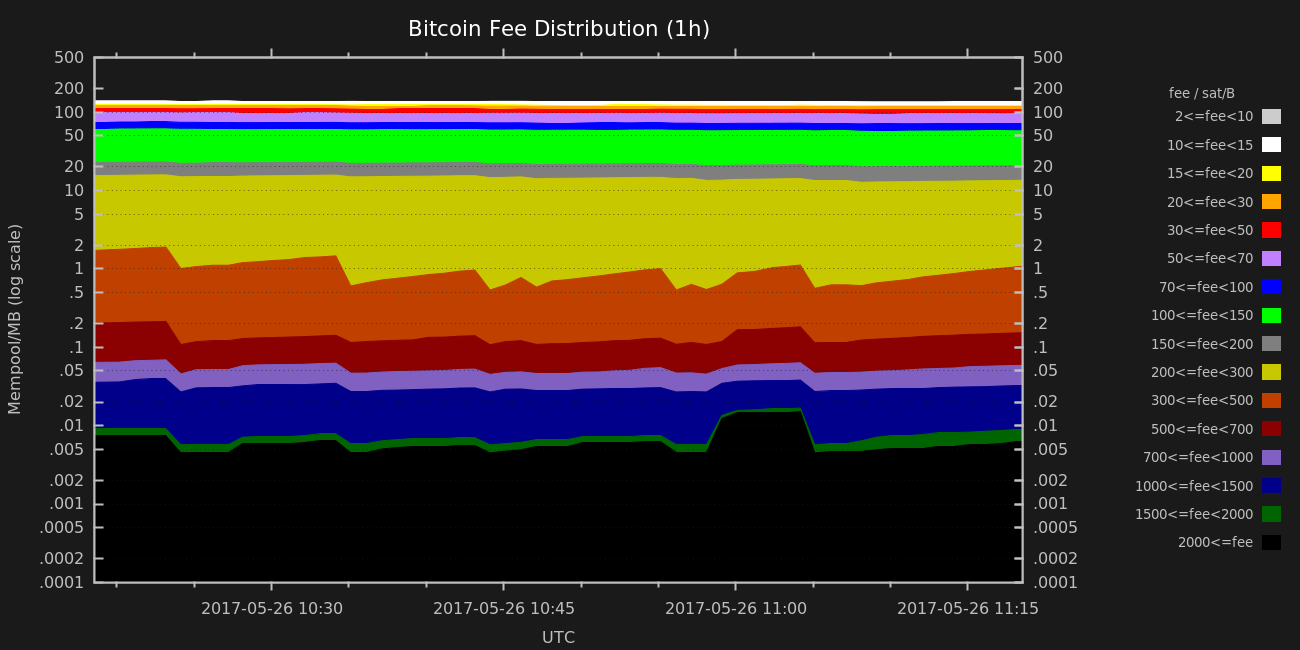 Bitcoin Fee Distribution (1h)
Mempool/MB (log scale)
500
200
100
50
20
10
5
2
1
.5
.2
.1
.05
.02
.01
.005
.002
.001
.0005
.0002
.0001
500
200
100
50
20
10
5
2
1
.5
.2
.1
.05
.02
.01
.005
.002
.001
.0005
.0002
.0001
2017-05-26 10:30
2017-05-26 10:45
2017-05-26 11:00
2017-05-26 11:15
UTC
fee / sat/B
2<=fee<10
10<=fee<15
15<=fee<20
20<=fee<30
30<=fee<50
50<=fee<70
70<=fee<100
100<=fee<150
150<=fee<200
200<=fee<300
300<=fee<500
500<=fee<700
700<=fee<1000
1000<=fee<1500
1500<=fee<2000
2000<=fee